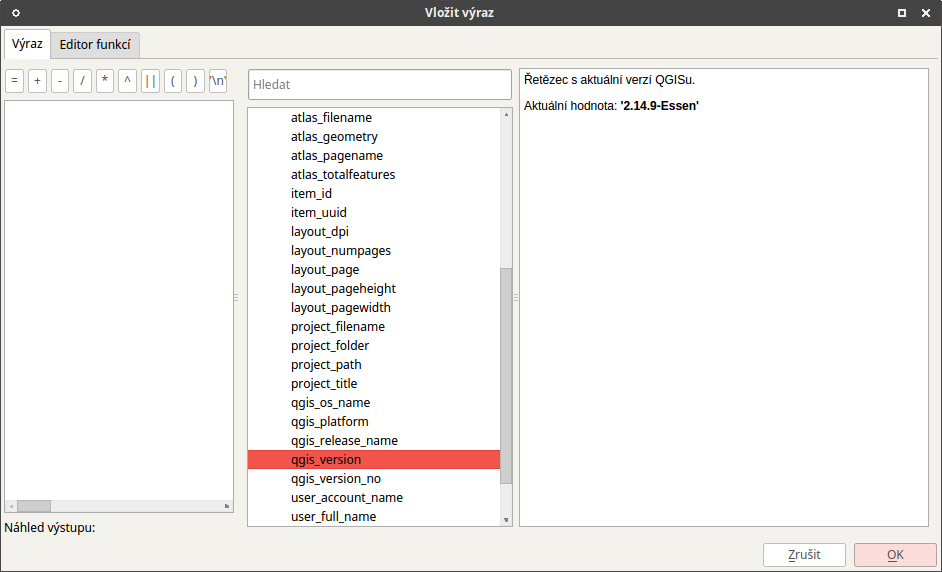 Vložit výraz
Výraz
Editor funkcí
= + - / * ^ || ( ) '\n'
Hledat
atlas_filename
atlas_geometry
atlas_pagename
atlas_totalfeatures
item_id
item_uuid
layout_dpi
layout_numpages
layout_page
layout_pageheight
layout_pagewidth
project_filename
project_folder
project_path
project_title
qgis_os_name
qgis_platform
qgis_release_name
qgis_version
qgis_version_no
user_account_name
user_full_name
Řetězec s aktuální verzí QGISu.
Aktuální hodnota: '2.14.9-Essen'
Náhled výstupu:
Zrušit
OK